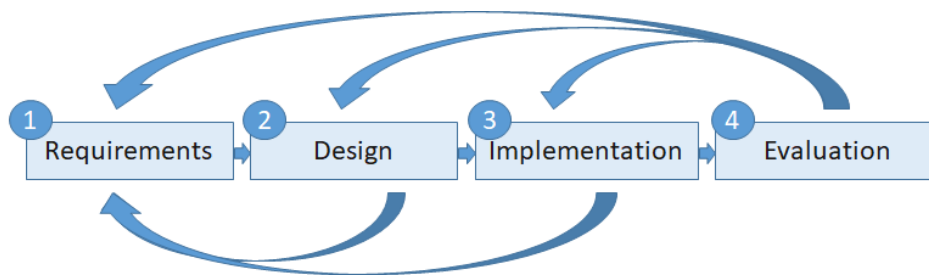 1
Requirements
2
Design
3
Implementation
4
Evaluation